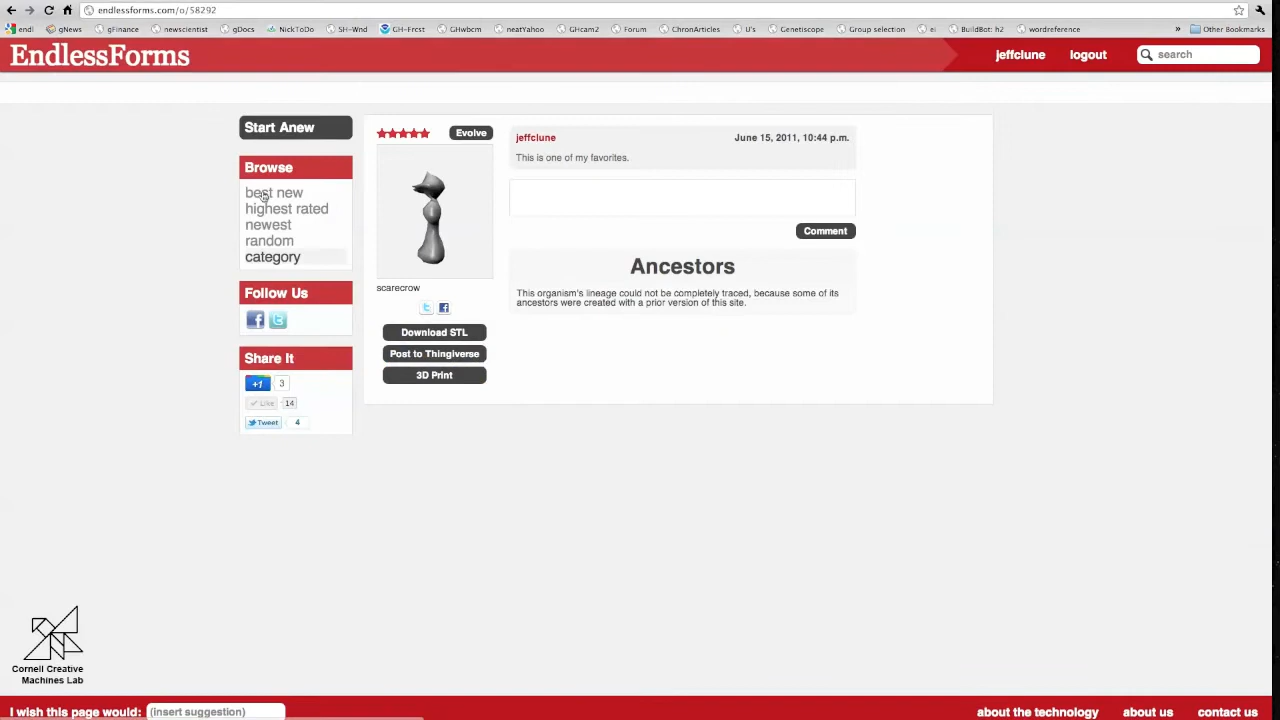 endlessforms.com/o/58292
endl gNews gFinance newscientist gDocs NickToDo SH-Wnd GH-Frcst GHwbcm neatYahoo GHcam2 Forum ChronArticles U's Genetiscope Group selection ei BuildBot: h2 wordreference » Other Bookmarks
EndlessForms jeffclune logout search
Start Anew
Browse
best new
highest rated
newest
random
category
Follow Us
Share It
+1 3
Like 14
Tweet 4
Evolve
scarecrow
Download STL
Post to Thingiverse
3D Print
jeffclune June 15, 2011, 10:44 p.m.
This is one of my favorites.
Comment
Ancestors
This organism's lineage could not be completely traced, because some of its
ancestors were created with a prior version of this site.
Cornell Creative
Machines Lab
I wish this page would: (insert suggestion) about the technology about us contact us